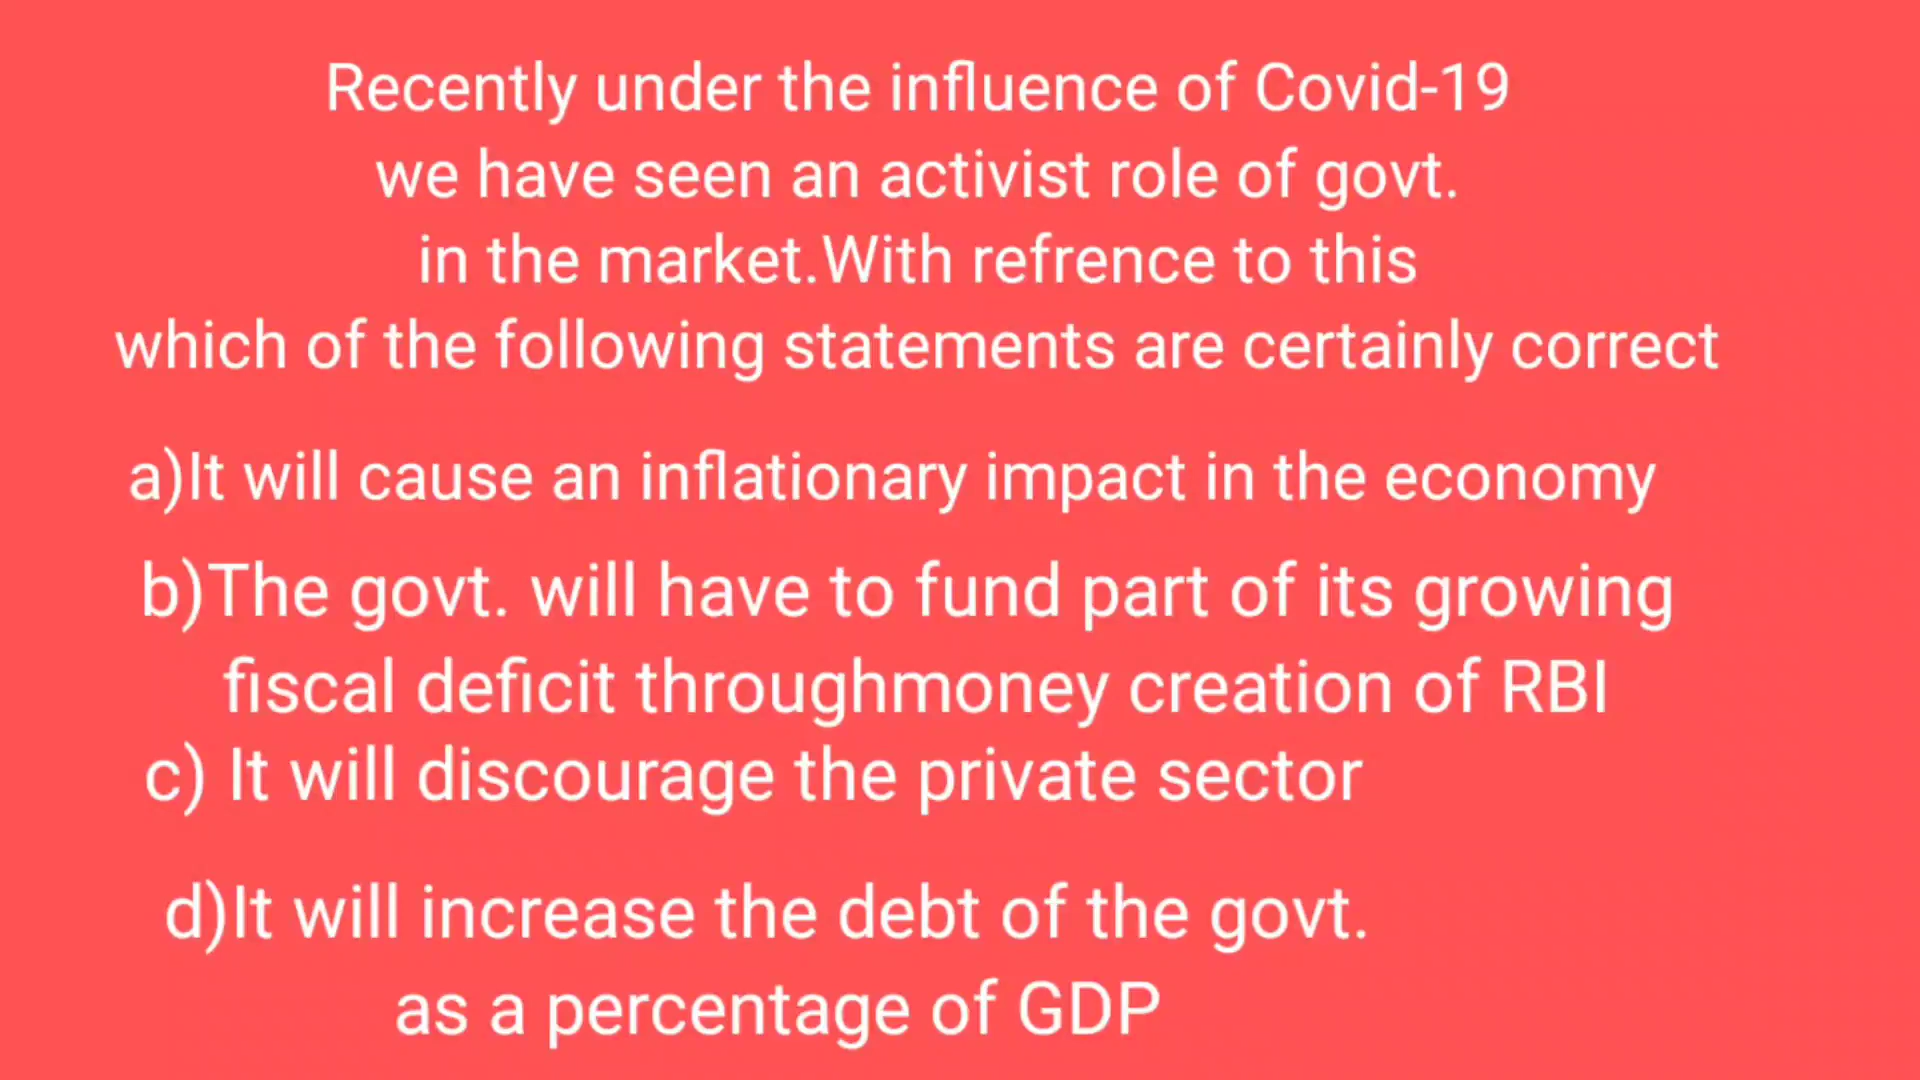 Recently under the influence of Covid-19
we have seen an activist role of govt.
in the market.With refrence to this
which of the following statements are certainly correct
a)It will cause an inflationary impact in the economy
b)The govt. will have to fund part of its growing
fiscal deficit throughmoney creation of RBI
c) It will discourage the private sector
d)It will increase the debt of the govt.
as a percentage of GDP